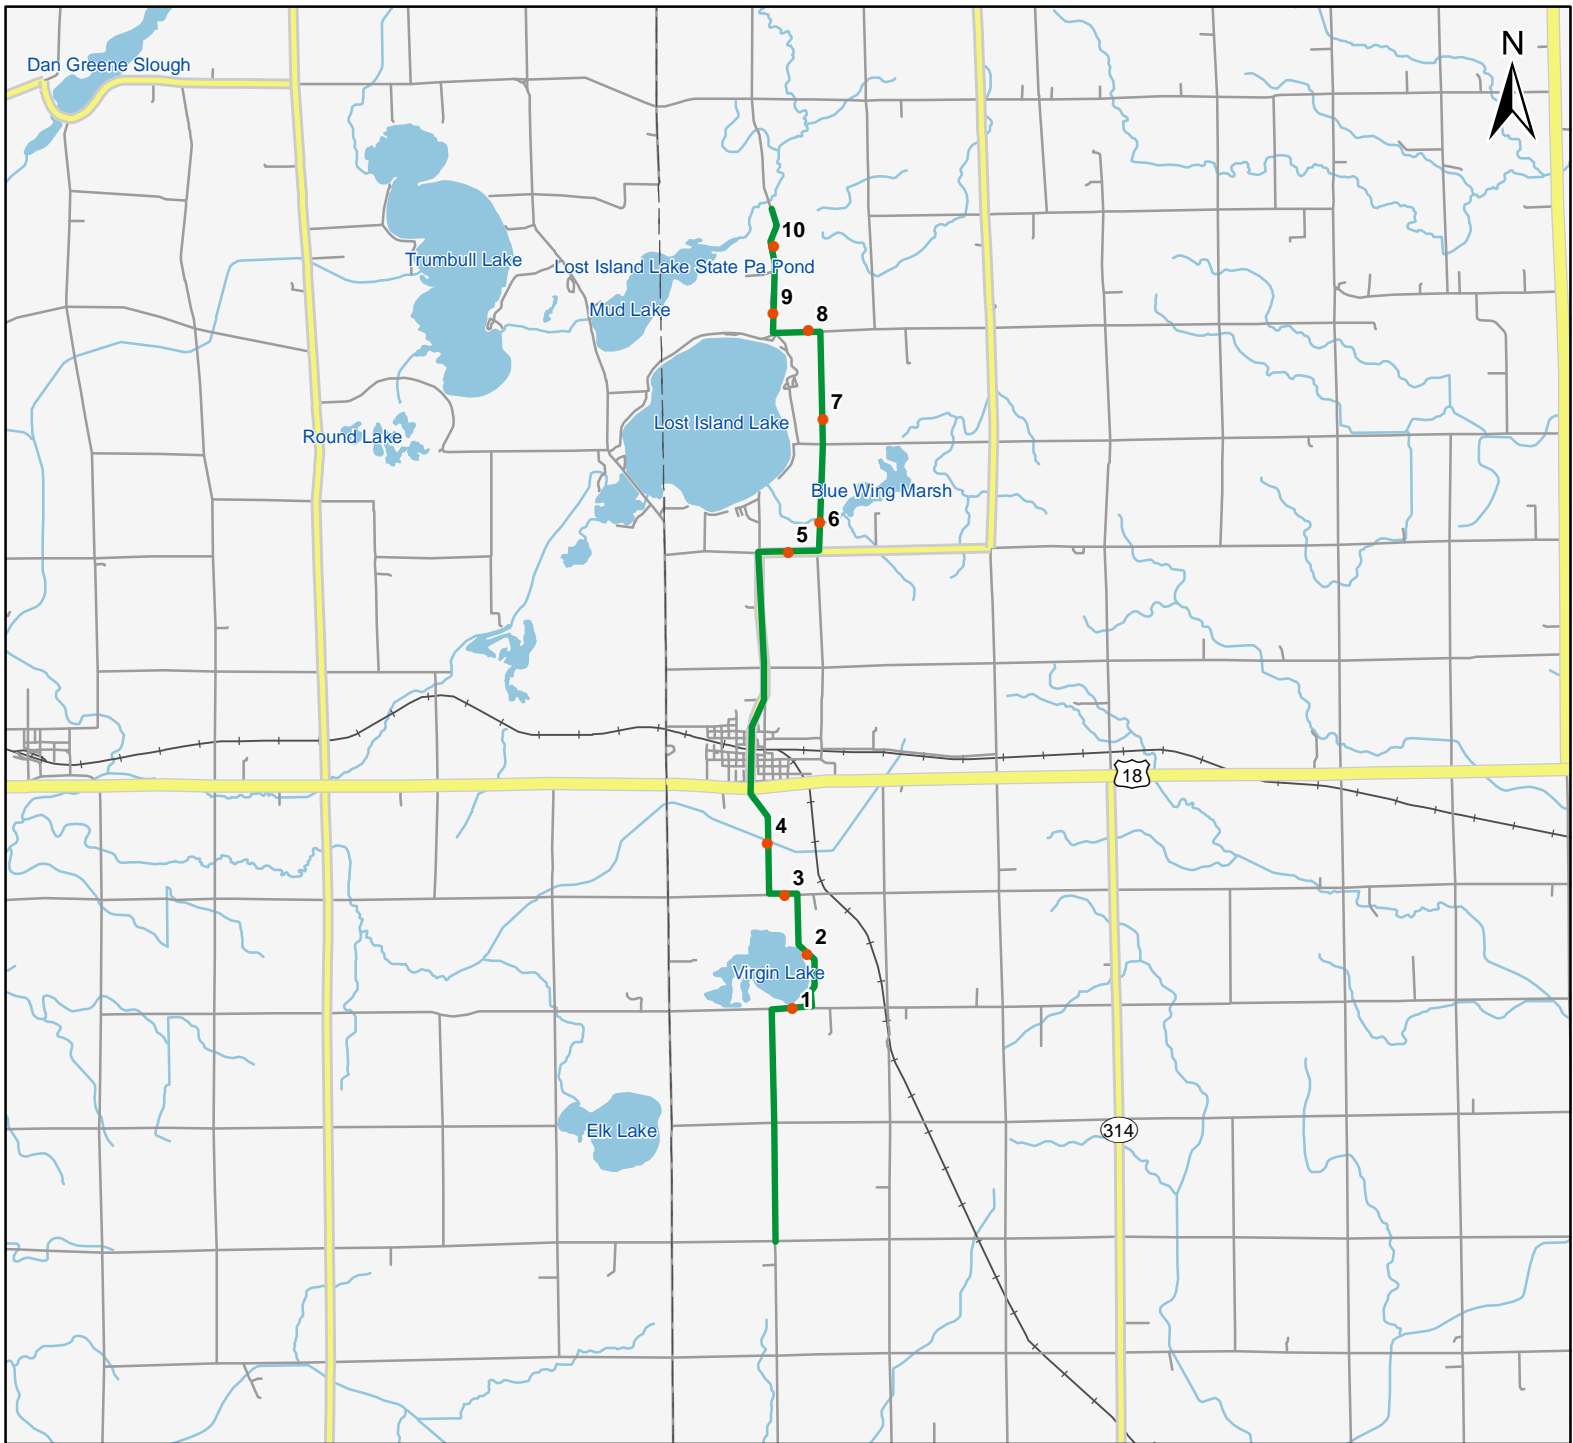 N
Dan Greene Slough
10
Trumbull Lake
Lost Island Lake State Pa Pond
9
Mud Lake
8
7
Lost Island Lake
Round Lake
Blue Wing Marsh
6
5
18
4
3
2
Virgin Lake
1
Elk Lake
314